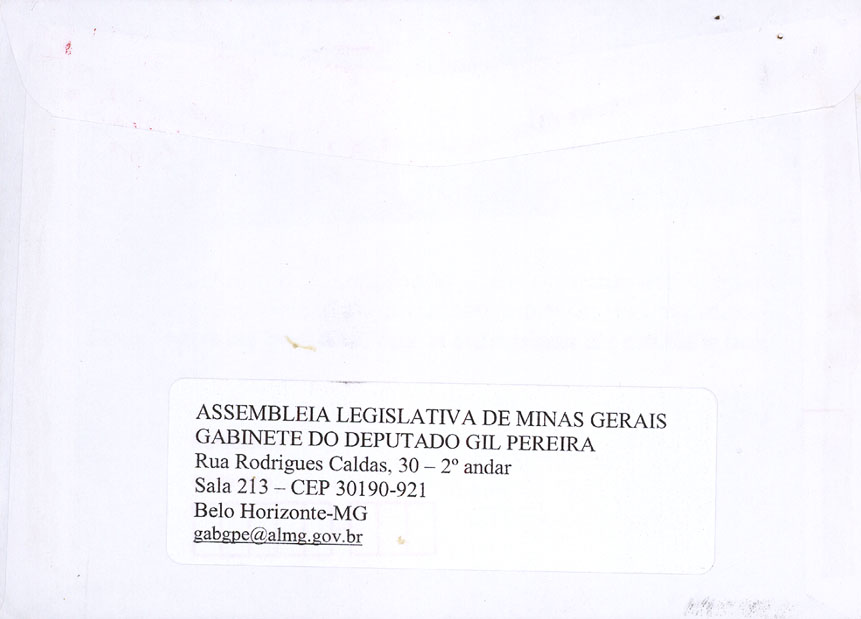 ASSEMBLEIA LEGISLATIVA DE MINAS GERAIS
GABINETE DO DEPUTADO GIL PEREIRA
Rua Rodrigues Caldas, 30 – 2º andar
Sala 213 – CEP 30190-921
Belo Horizonte-MG
gabgpe@almg.gov.br